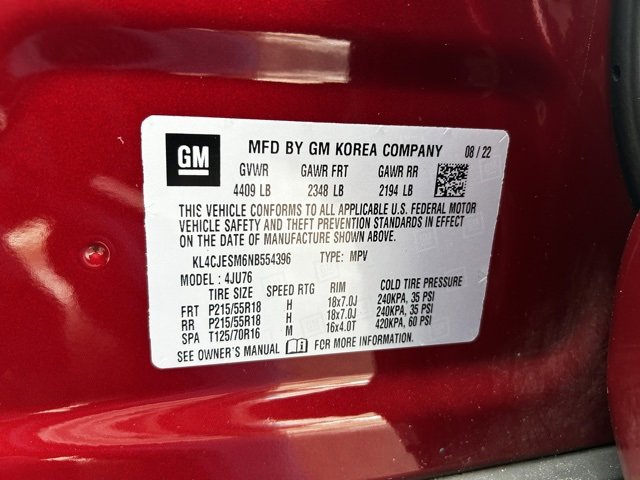 GM MFD BY GM KOREA COMPANY 08 / 22
GVWR GAWR FRT GAWR RR
4409 LB 2348 LB 2194 LB
THIS VEHICLE CONFORMS TO ALL APPLICABLE U.S. FEDERAL MOTOR
VEHICLE SAFETY AND THEFT PREVENTION STANDARDS IN EFFECT
ON THE DATE OF MANUFACTURE SHOWN ABOVE.
KL4CJESM6NB554396 TYPE: MPV
MODEL : 4JU76
TIRE SIZE SPEED RTG RIM COLD TIRE PRESSURE
FRT P215/55R18 H 18x7.0J 240KPA, 35 PSI
RR P215/55R18 H 18x7.0J 240KPA, 35 PSI
SPA T125/70R16 M 16x4.0T 420KPA, 60 PSI
SEE OWNER'S MANUAL FOR MORE INFORMATION.